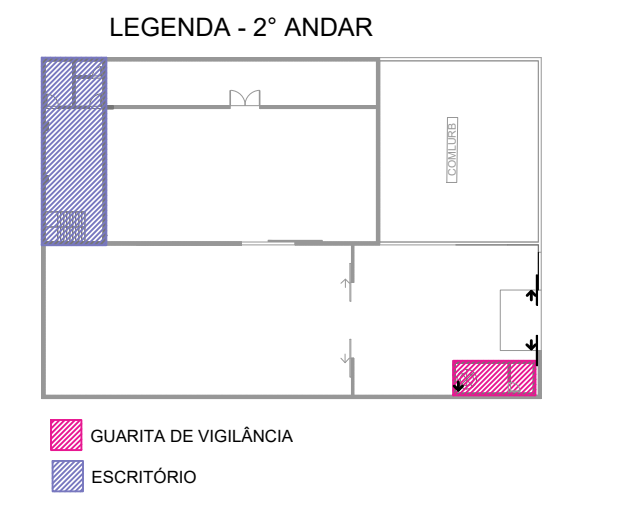 LEGENDA - 2° ANDAR
COMLURB
GUARITA DE VIGILÂNCIA
ESCRITÓRIO